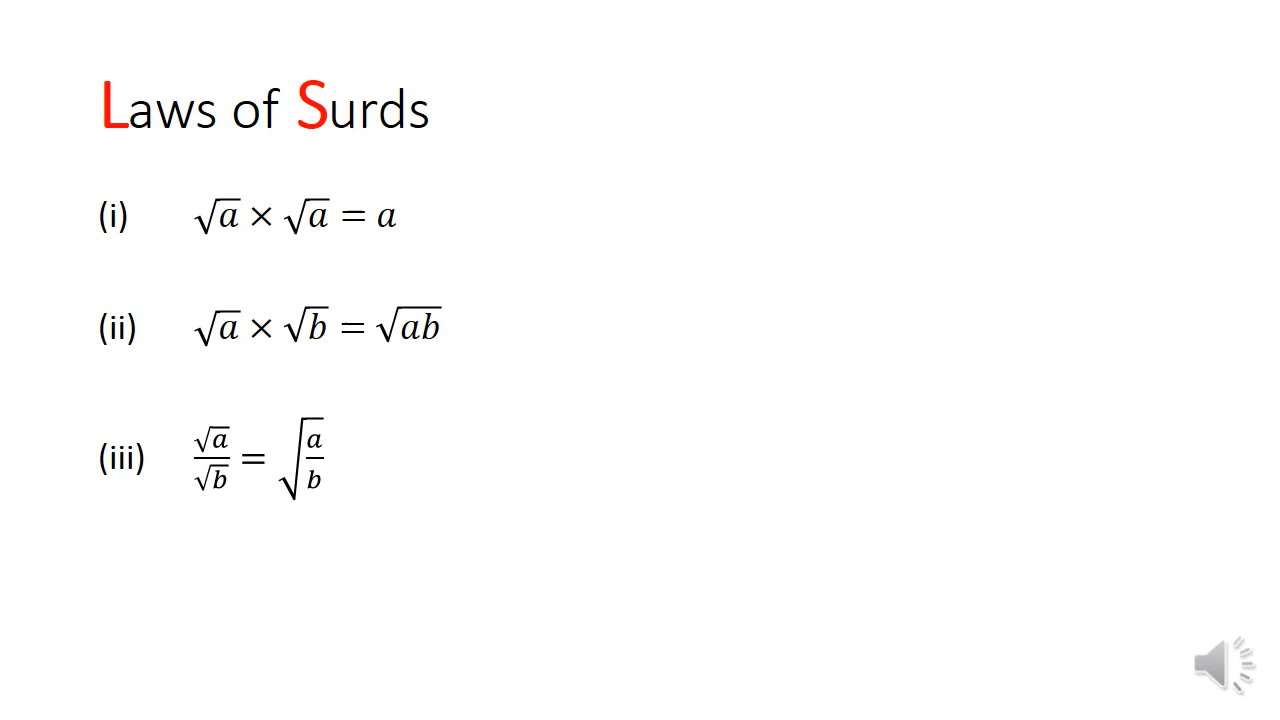 Laws of Surds
(i) √a × √a = a
(ii) √a × √b = √ab
(iii) √a/√b = √(a/b)